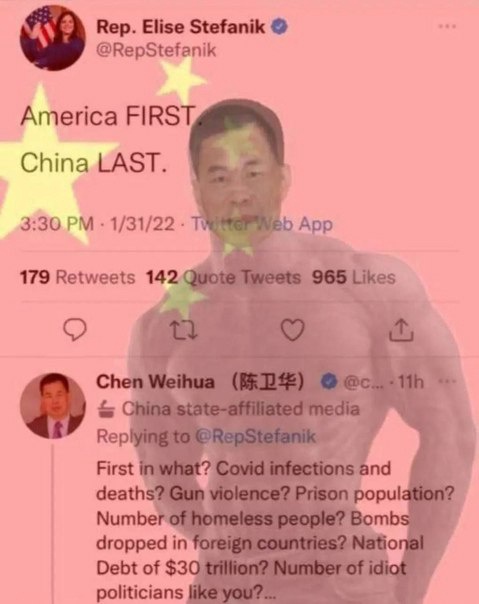 Rep. Elise Stefanik
@RepStefanik
America FIRST.
China LAST.
3:30 PM · 1/31/22 · Twitter Web App
179 Retweets 142 Quote Tweets 965 Likes
Chen Weihua （陈卫华） @c... · 11h
China state-affiliated media
Replying to @RepStefanik
First in what? Covid infections and
deaths? Gun violence? Prison population?
Number of homeless people? Bombs
dropped in foreign countries? National
Debt of $30 trillion? Number of idiot
politicians like you?...